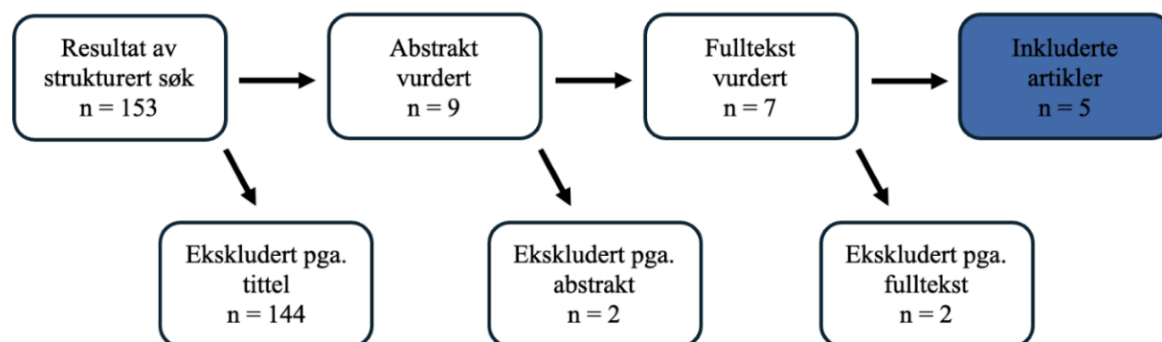 Resultat av
strukturert søk
n = 153
Abstrakt
vurdert
n = 9
Fulltekst
vurdert
n = 7
Inkluderte
artikler
n = 5
Ekskludert pga.
tittel
n = 144
Ekskludert pga.
abstrakt
n = 2
Ekskludert pga.
fulltekst
n = 2